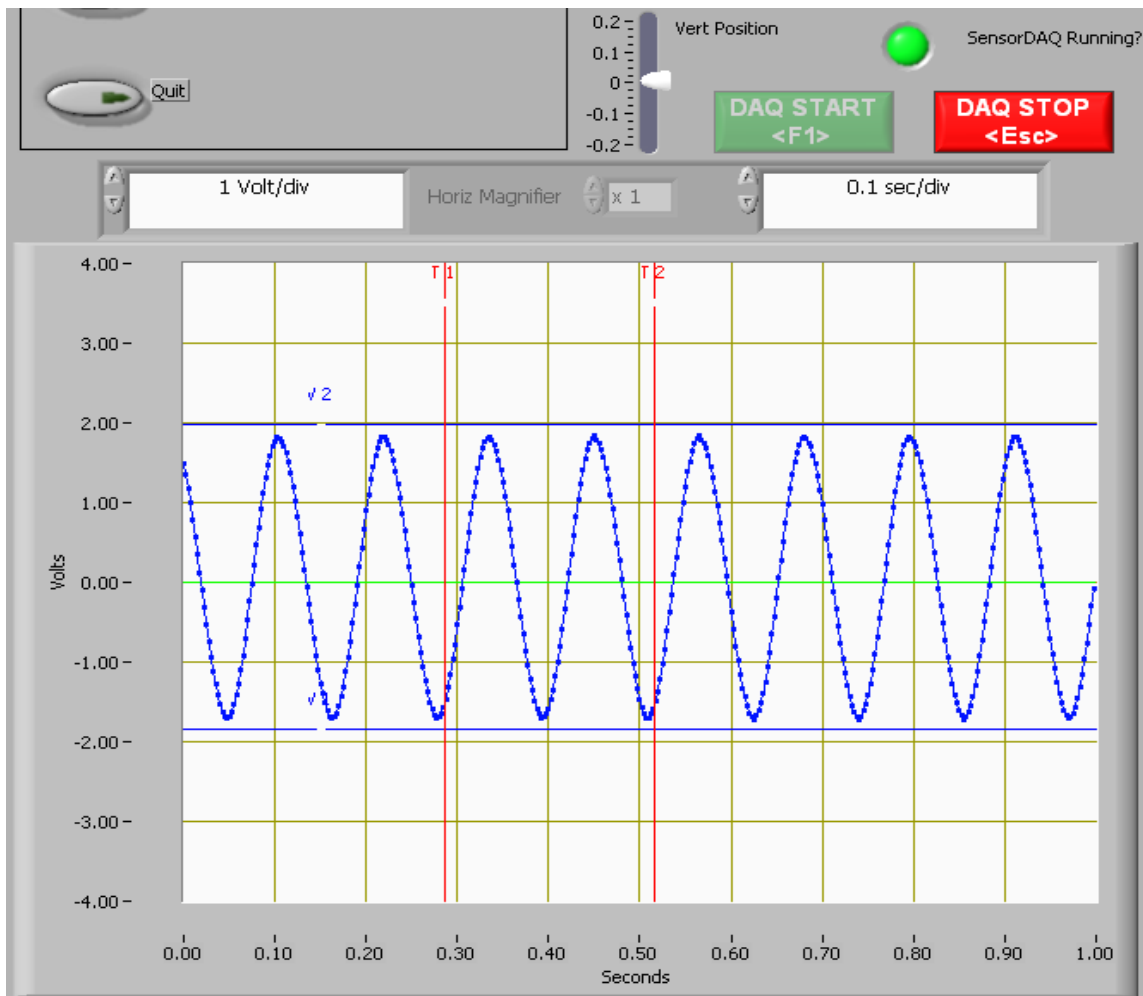 0.2
Vert Position
SensorDAQ Running?
0.1
Quit
0
-0.1
DAQ START
<F1>
DAQ STOP
<Esc>
-0.2
1 Volt/div
Horiz Magnifier
x 1
0.1 sec/div
4.00
T 1
T 2
3.00
V 2
2.00
1.00
Volts
0.00
-1.00
-2.00
-3.00
-4.00
0.00 0.10 0.20 0.30 0.40 0.50 0.60 0.70 0.80 0.90 1.00
Seconds